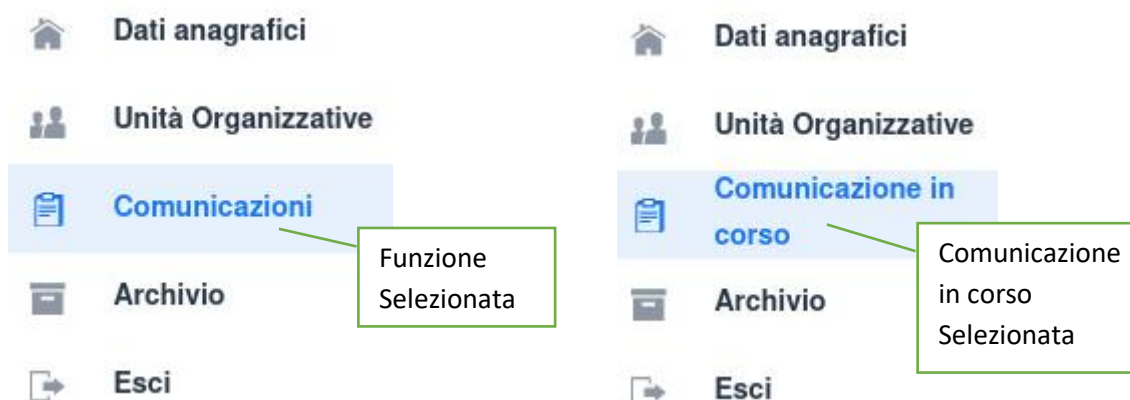 Dati anagrafici
Unità Organizzative
Comunicazioni
Funzione
Selezionata
Archivio
Esci
Dati anagrafici
Unità Organizzative
Comunicazione in
corso
Comunicazione
in corso
Selezionata
Archivio
Esci